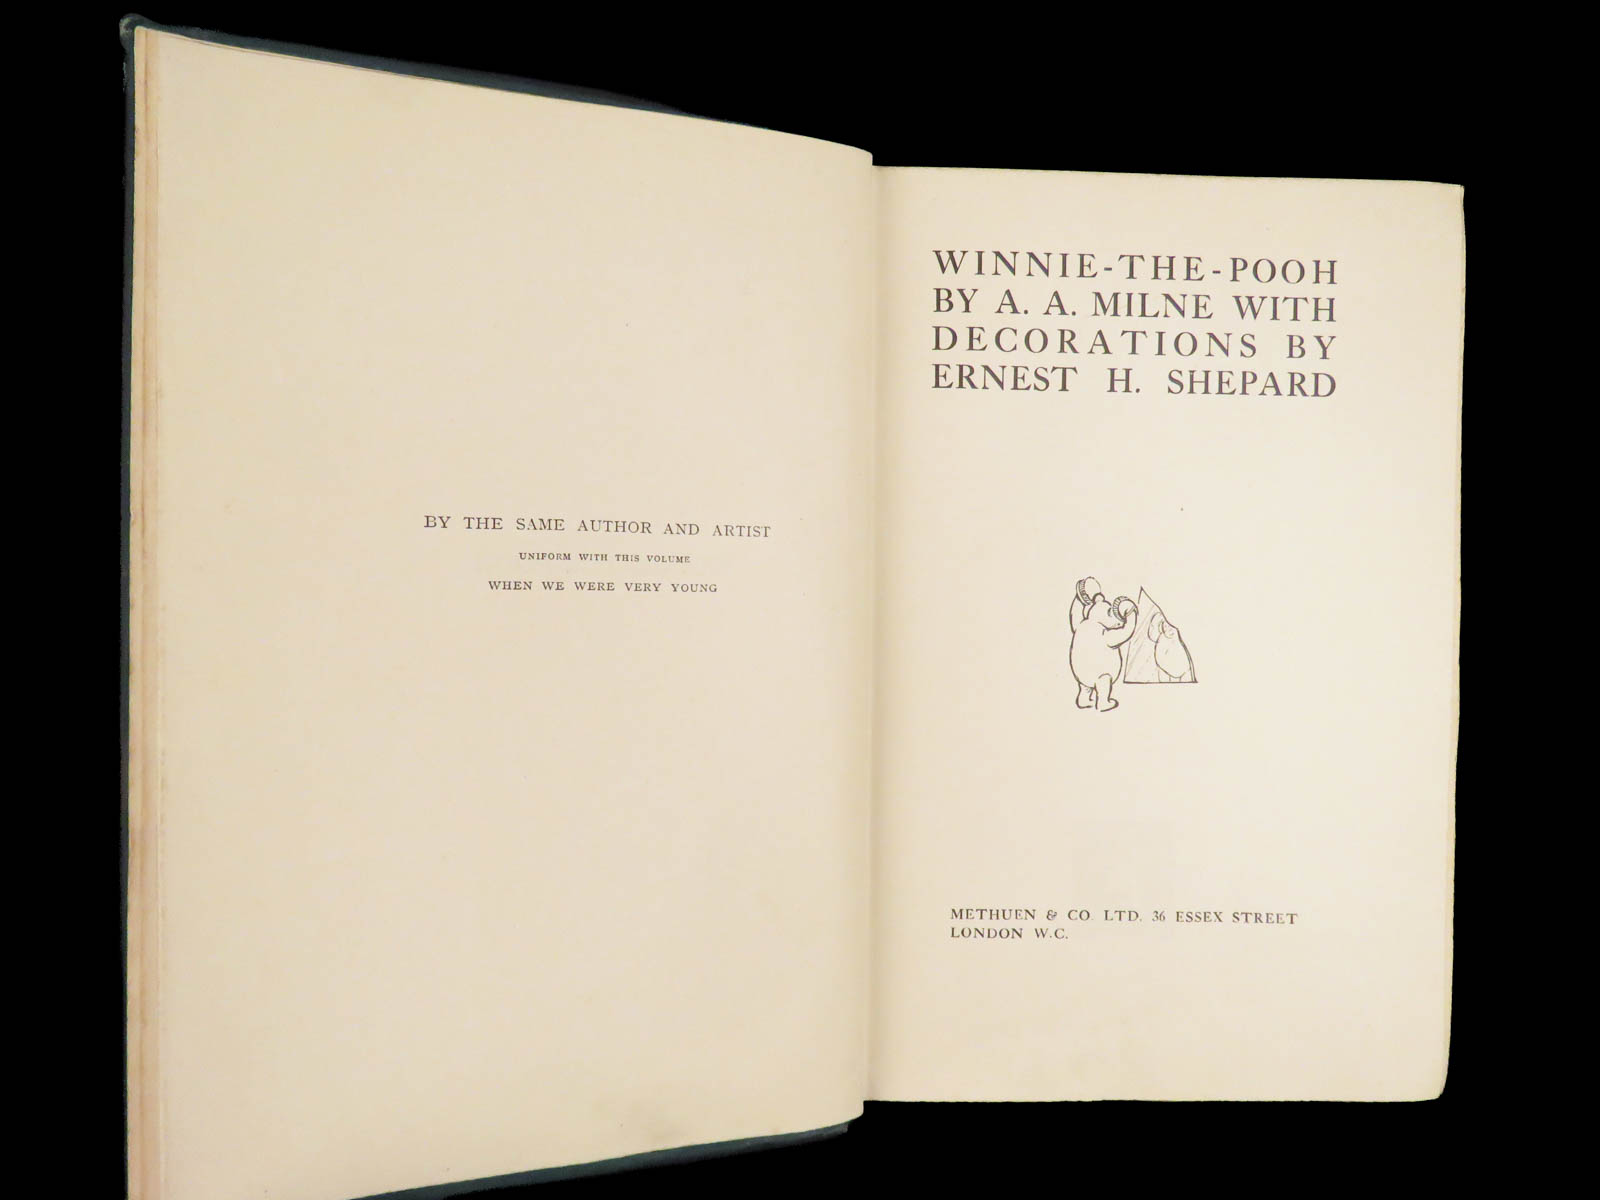 BY THE SAME AUTHOR AND ARTIST
UNIFORM WITH THIS VOLUME
WHEN WE WERE VERY YOUNG
WINNIE-THE-POOH
BY A. A. MILNE WITH
DECORATIONS BY
ERNEST H. SHEPARD
METHUEN & CO. LTD. 36 ESSEX STREET
LONDON W.C.